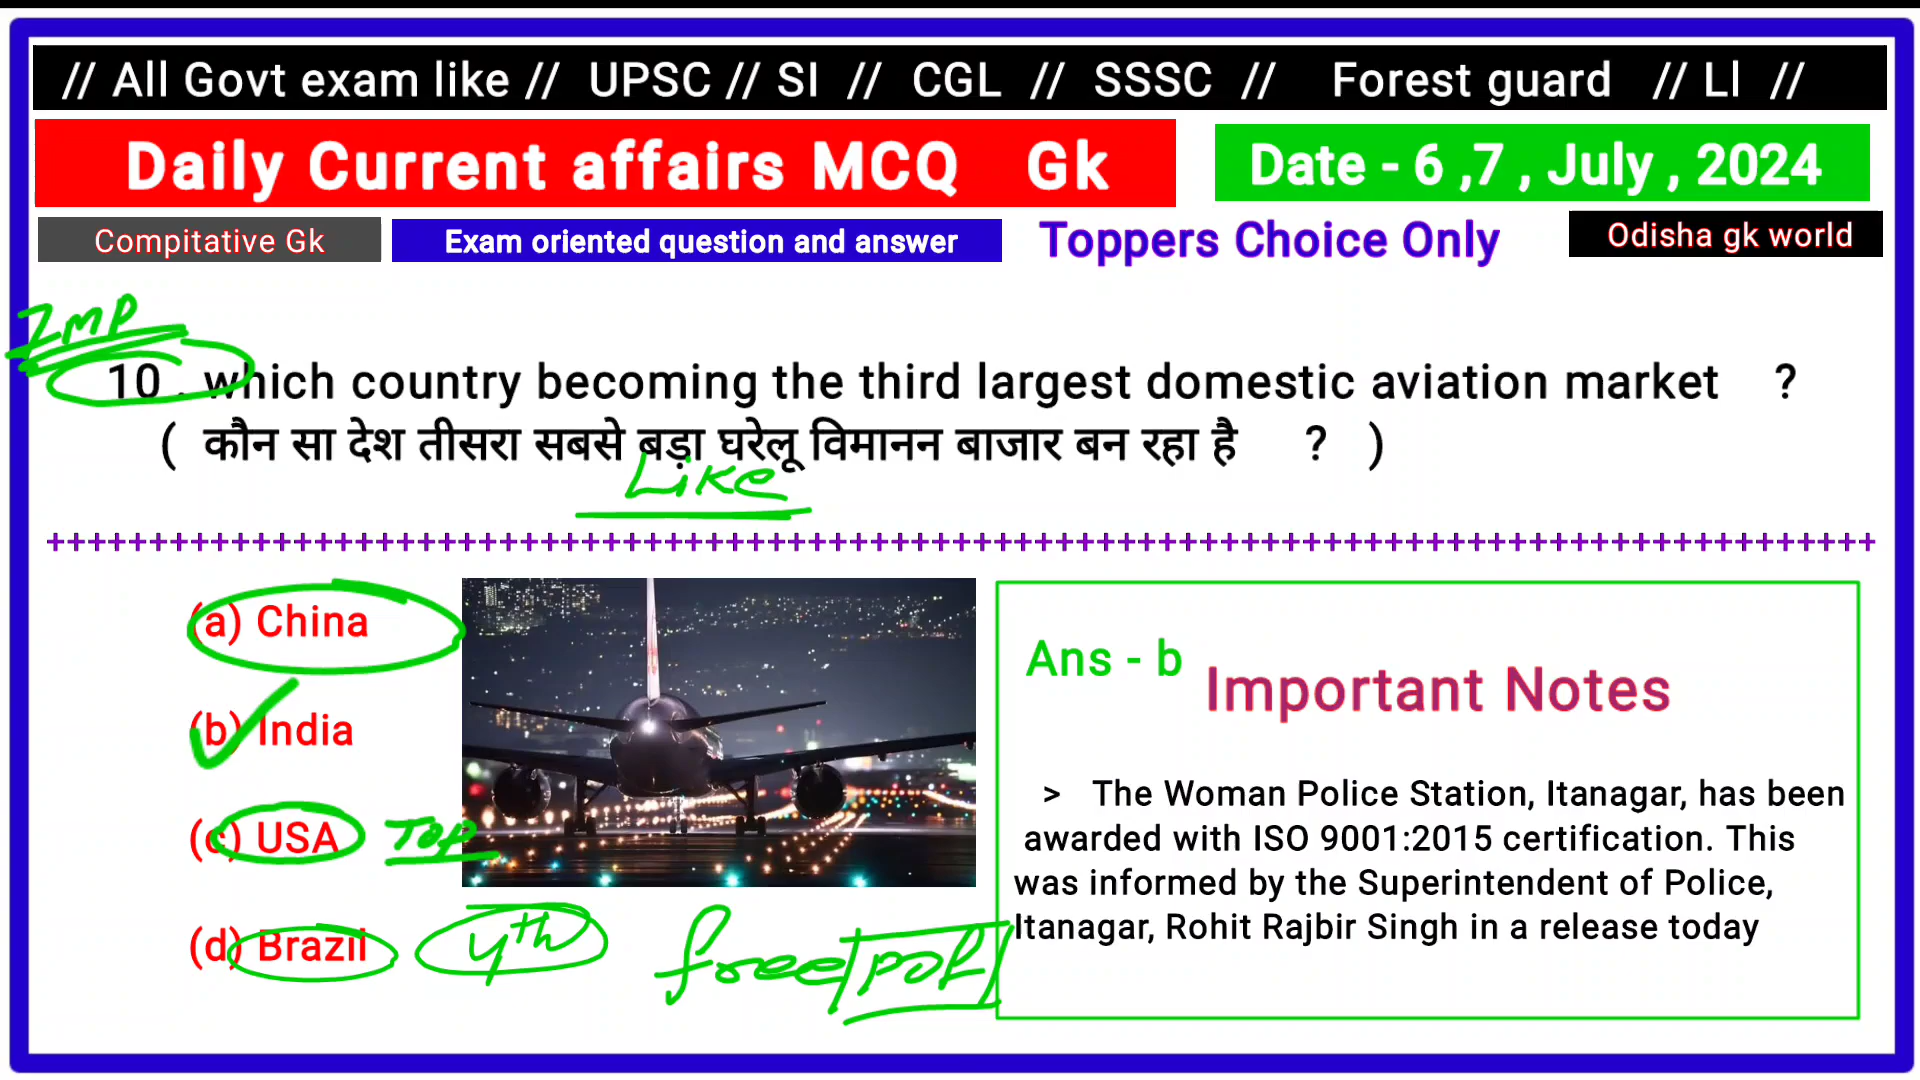 // All Govt exam like // UPSC // SI // CGL // SSSC // Forest guard // Ll //
Daily Current affairs MCQ Gk
Date - 6 ,7 , July , 2024
Compitative Gk
Exam oriented question and answer
Toppers Choice Only
Odisha gk world
IMP
10 . which country becoming the third largest domestic aviation market ?
( कौन सा देश तीसरा सबसे बड़ा घरेलू विमानन बाजार बन रहा है ? )
Like
++++++++++++++++++++++++++++++++++++++++++++++++++++++++++++++++++++++++++++++++++++++++
(a) China
(b) India
(c) USA TOP
(d) Brazil 4th
free PDF
Ans - b
Important Notes
> The Woman Police Station, Itanagar, has been
awarded with ISO 9001:2015 certification. This
was informed by the Superintendent of Police,
Itanagar, Rohit Rajbir Singh in a release today